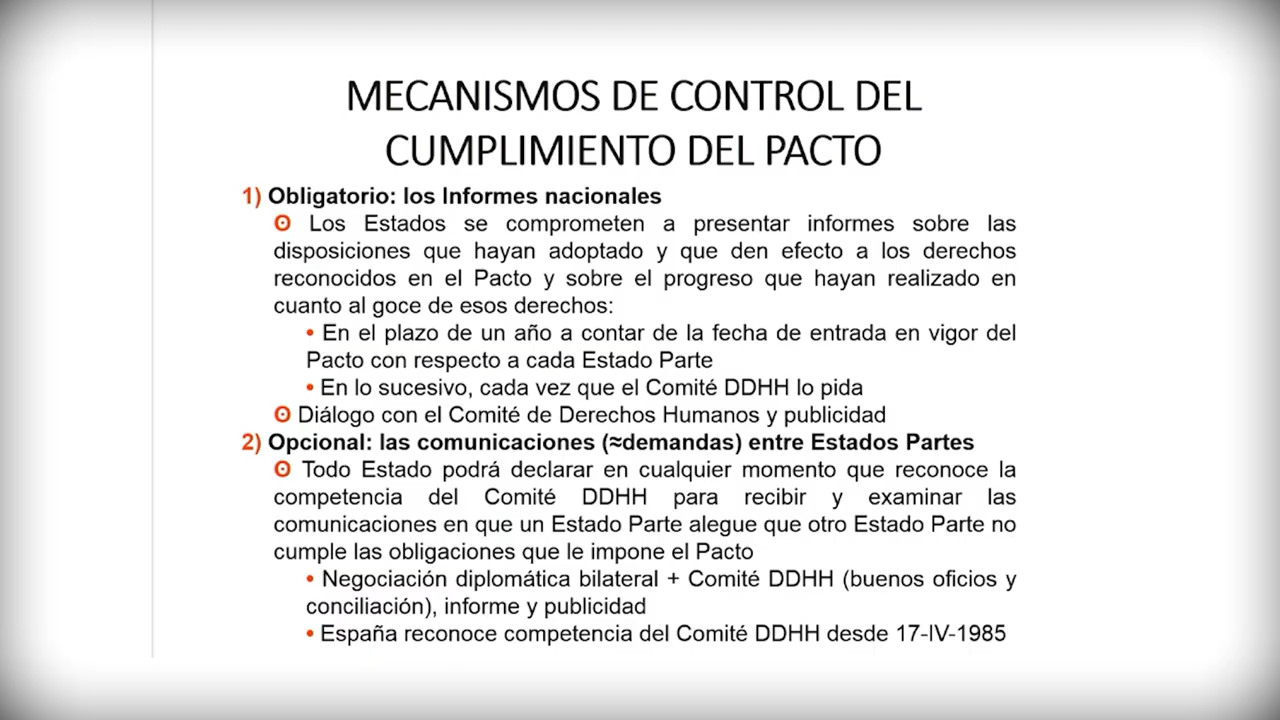 MECANISMOS DE CONTROL DEL
CUMPLIMIENTO DEL PACTO
1) Obligatorio: los Informes nacionales
ʘ Los Estados se comprometen a presentar informes sobre las
disposiciones que hayan adoptado y que den efecto a los derechos
reconocidos en el Pacto y sobre el progreso que hayan realizado en
cuanto al goce de esos derechos:
• En el plazo de un año a contar de la fecha de entrada en vigor del
Pacto con respecto a cada Estado Parte
• En lo sucesivo, cada vez que el Comité DDHH lo pida
ʘ Diálogo con el Comité de Derechos Humanos y publicidad
2) Opcional: las comunicaciones (≈demandas) entre Estados Partes
ʘ Todo Estado podrá declarar en cualquier momento que reconoce la
competencia del Comité DDHH para recibir y examinar las
comunicaciones en que un Estado Parte alegue que otro Estado Parte no
cumple las obligaciones que le impone el Pacto
• Negociación diplomática bilateral + Comité DDHH (buenos oficios y
conciliación), informe y publicidad
• España reconoce competencia del Comité DDHH desde 17-IV-1985